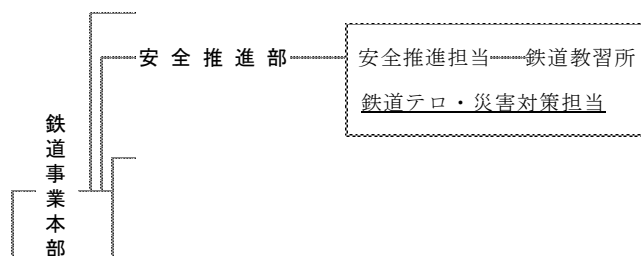 安全推進部
安全推進担当 鉄道教習所
鉄道テロ・災害対策担当
鉄道事業本部